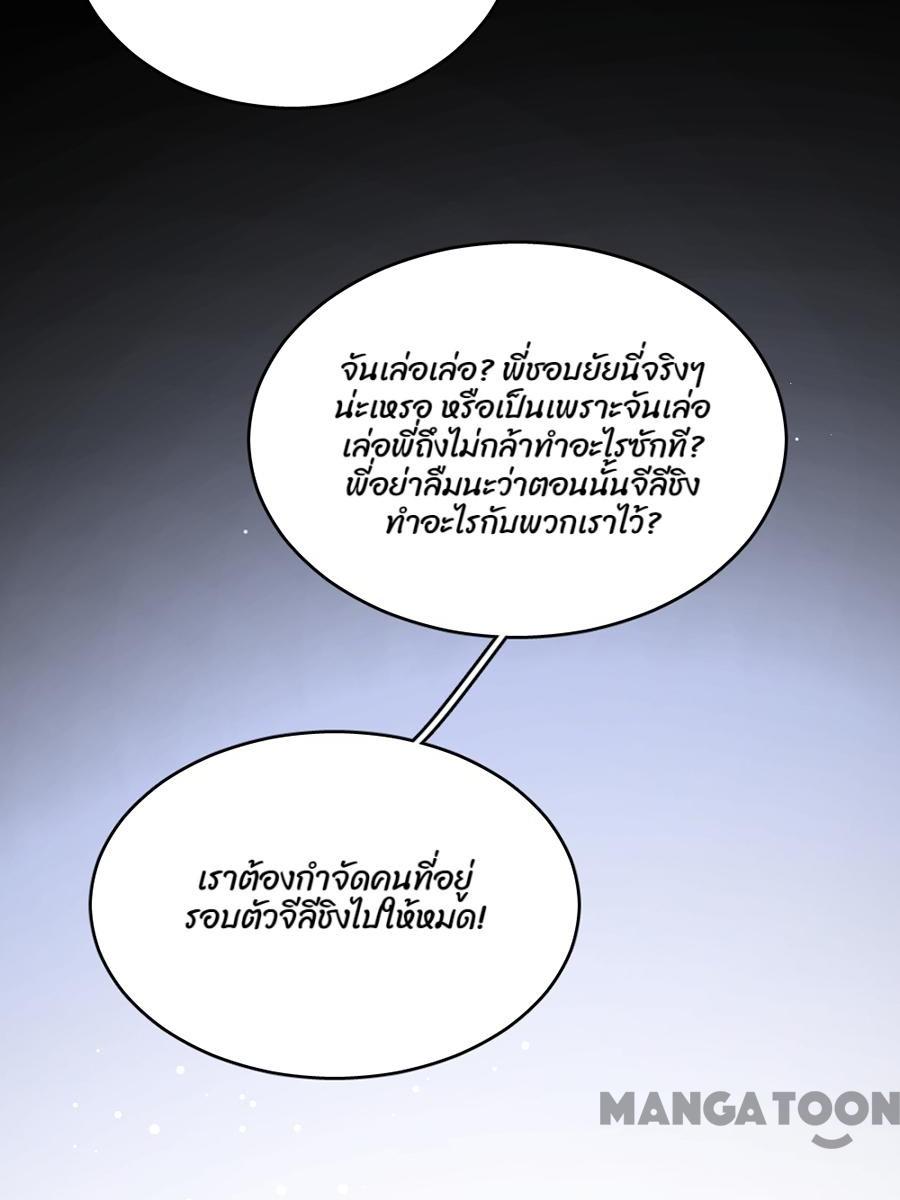 จันเล่อเล่อ? พี่ชอบยัยนี่จริงๆ
น่ะเหรอ หรือเป็นเพราะจันเล่อ
เล่อพี่ถึงไม่กล้าทำอะไรซักที?
พี่อย่าลืมนะว่าตอนนั้นจีลีชิง
ทำอะไรกับพวกเราไว้?
เราต้องกำจัดคนที่อยู่
รอบตัวจีลีชิงไปให้หมด!
MANGATOON